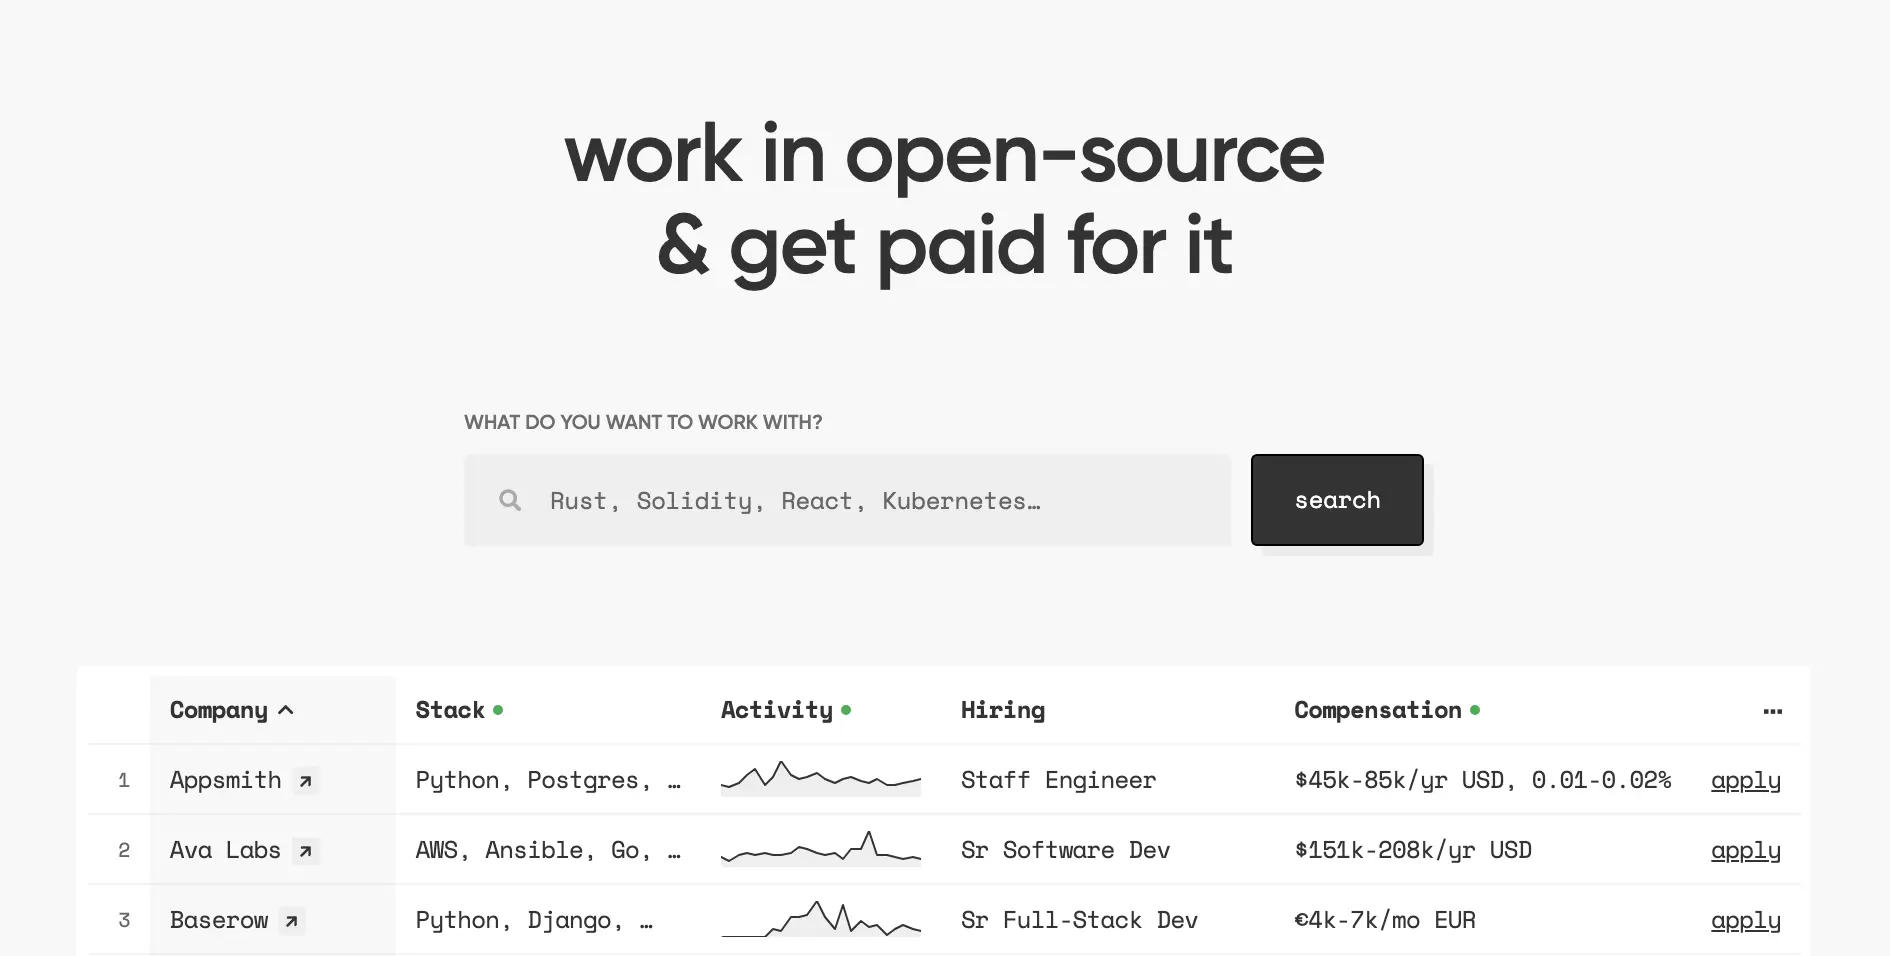 work in open-source
& get paid for it
WHAT DO YOU WANT TO WORK WITH?
Rust, Solidity, React, Kubernetes…
search
Company Stack Activity Hiring Compensation …
1 Appsmith Python, Postgres, … Staff Engineer $45k-85k/yr USD, 0.01-0.02% apply
2 Ava Labs AWS, Ansible, Go, … Sr Software Dev $151k-208k/yr USD apply
3 Baserow Python, Django, … Sr Full-Stack Dev €4k-7k/mo EUR apply